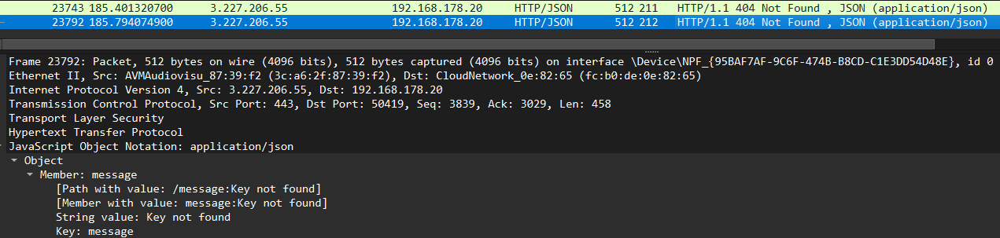 23743 185.401320700 3.227.206.55 192.168.178.20 HTTP/JSON 512 211 HTTP/1.1 404 Not Found , JSON (application/json)
23792 185.794074900 3.227.206.55 192.168.178.20 HTTP/JSON 512 212 HTTP/1.1 404 Not Found , JSON (application/json)
Frame 23792: Packet, 512 bytes on wire (4096 bits), 512 bytes captured (4096 bits) on interface \Device\NPF_{95BAF7AF-9C6F-474B-B8CD-C1E3DD54D48E}, id 0
Ethernet II, Src: AVMAudiovisu_87:39:f2 (3c:a6:2f:87:39:f2), Dst: CloudNetwork_0e:82:65 (fc:b0:de:0e:82:65)
Internet Protocol Version 4, Src: 3.227.206.55, Dst: 192.168.178.20
Transmission Control Protocol, Src Port: 443, Dst Port: 50419, Seq: 3839, Ack: 3029, Len: 458
Transport Layer Security
Hypertext Transfer Protocol
JavaScript Object Notation: application/json
Object
Member: message
[Path with value: /message:Key not found]
[Member with value: message:Key not found]
String value: Key not found
Key: message